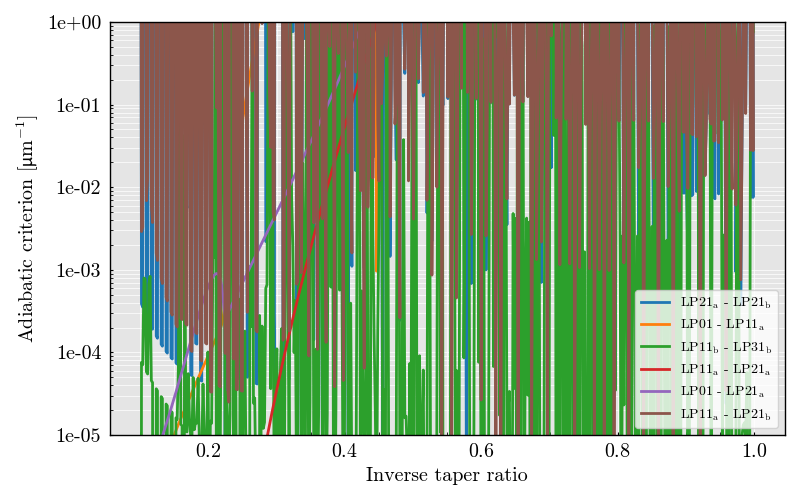 1e+00
1e-01
1e-02
1e-03
1e-04
1e-05
Adiabatic criterion [μm⁻¹]
0.2 0.4 0.6 0.8 1.0
Inverse taper ratio
LP21a - LP21b
LP01 - LP11a
LP11b - LP31b
LP11a - LP21a
LP01 - LP21a
LP11a - LP21b